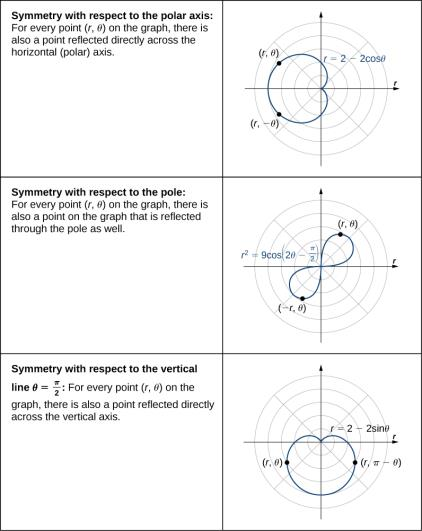 Symmetry with respect to the polar axis:
For every point (r, θ) on the graph, there is
also a point reflected directly across the
horizontal (polar) axis.
(r, θ)
r = 2 − 2cosθ
r
(r, −θ)
Symmetry with respect to the pole:
For every point (r, θ) on the graph, there is
also a point on the graph that is reflected
through the pole as well.
(r, θ)
r² = 9cos(2θ − π/2)
r
(−r, θ)
Symmetry with respect to the vertical
line θ = π/2: For every point (r, θ) on the
graph, there is also a point reflected directly
across the vertical axis.
r = 2 − 2sinθ
r
(r, θ)
(r, π − θ)